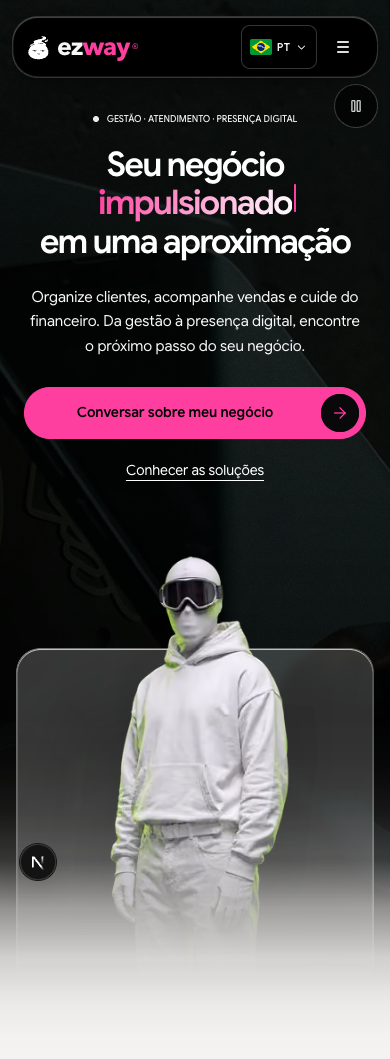 ezway®
PT
GESTÃO · ATENDIMENTO · PRESENÇA DIGITAL
Seu negócio
impulsionado
em uma aproximação
Organize clientes, acompanhe vendas e cuide do
financeiro. Da gestão à presença digital, encontre
o próximo passo do seu negócio.
Conversar sobre meu negócio
Conhecer as soluções
N